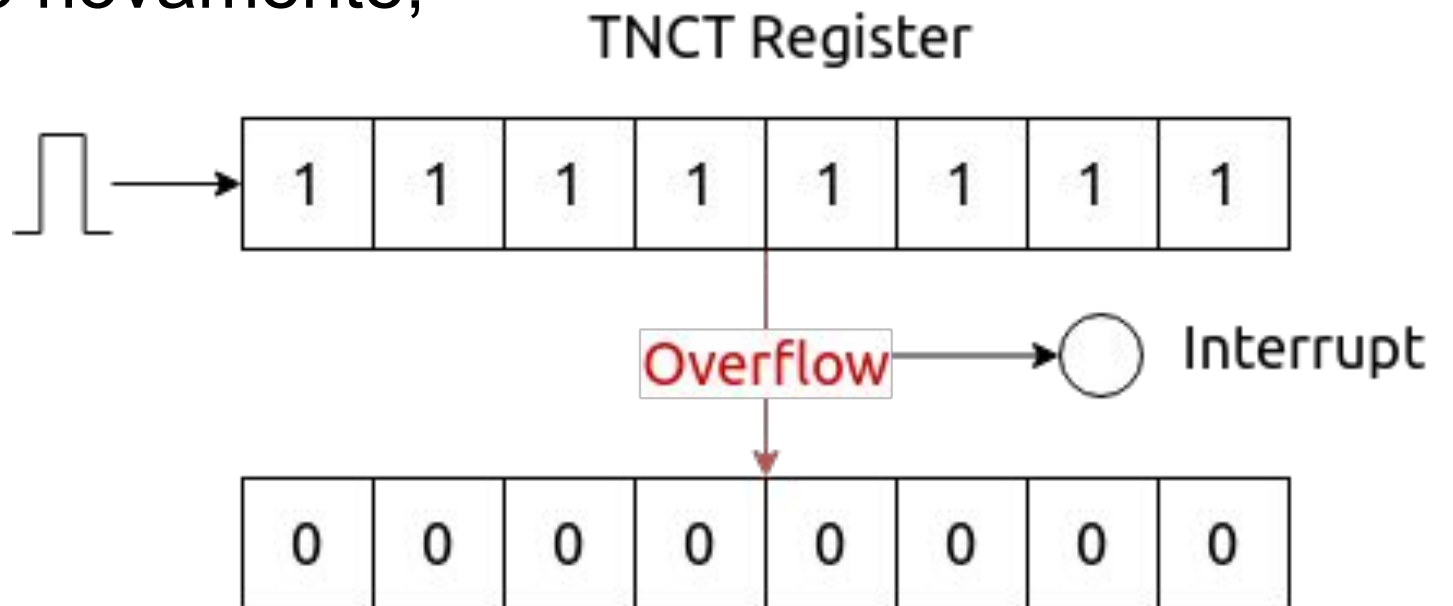 novamente,
TNCT Register
1 1 1 1 1 1 1 1
Overflow
Interrupt
0 0 0 0 0 0 0 0